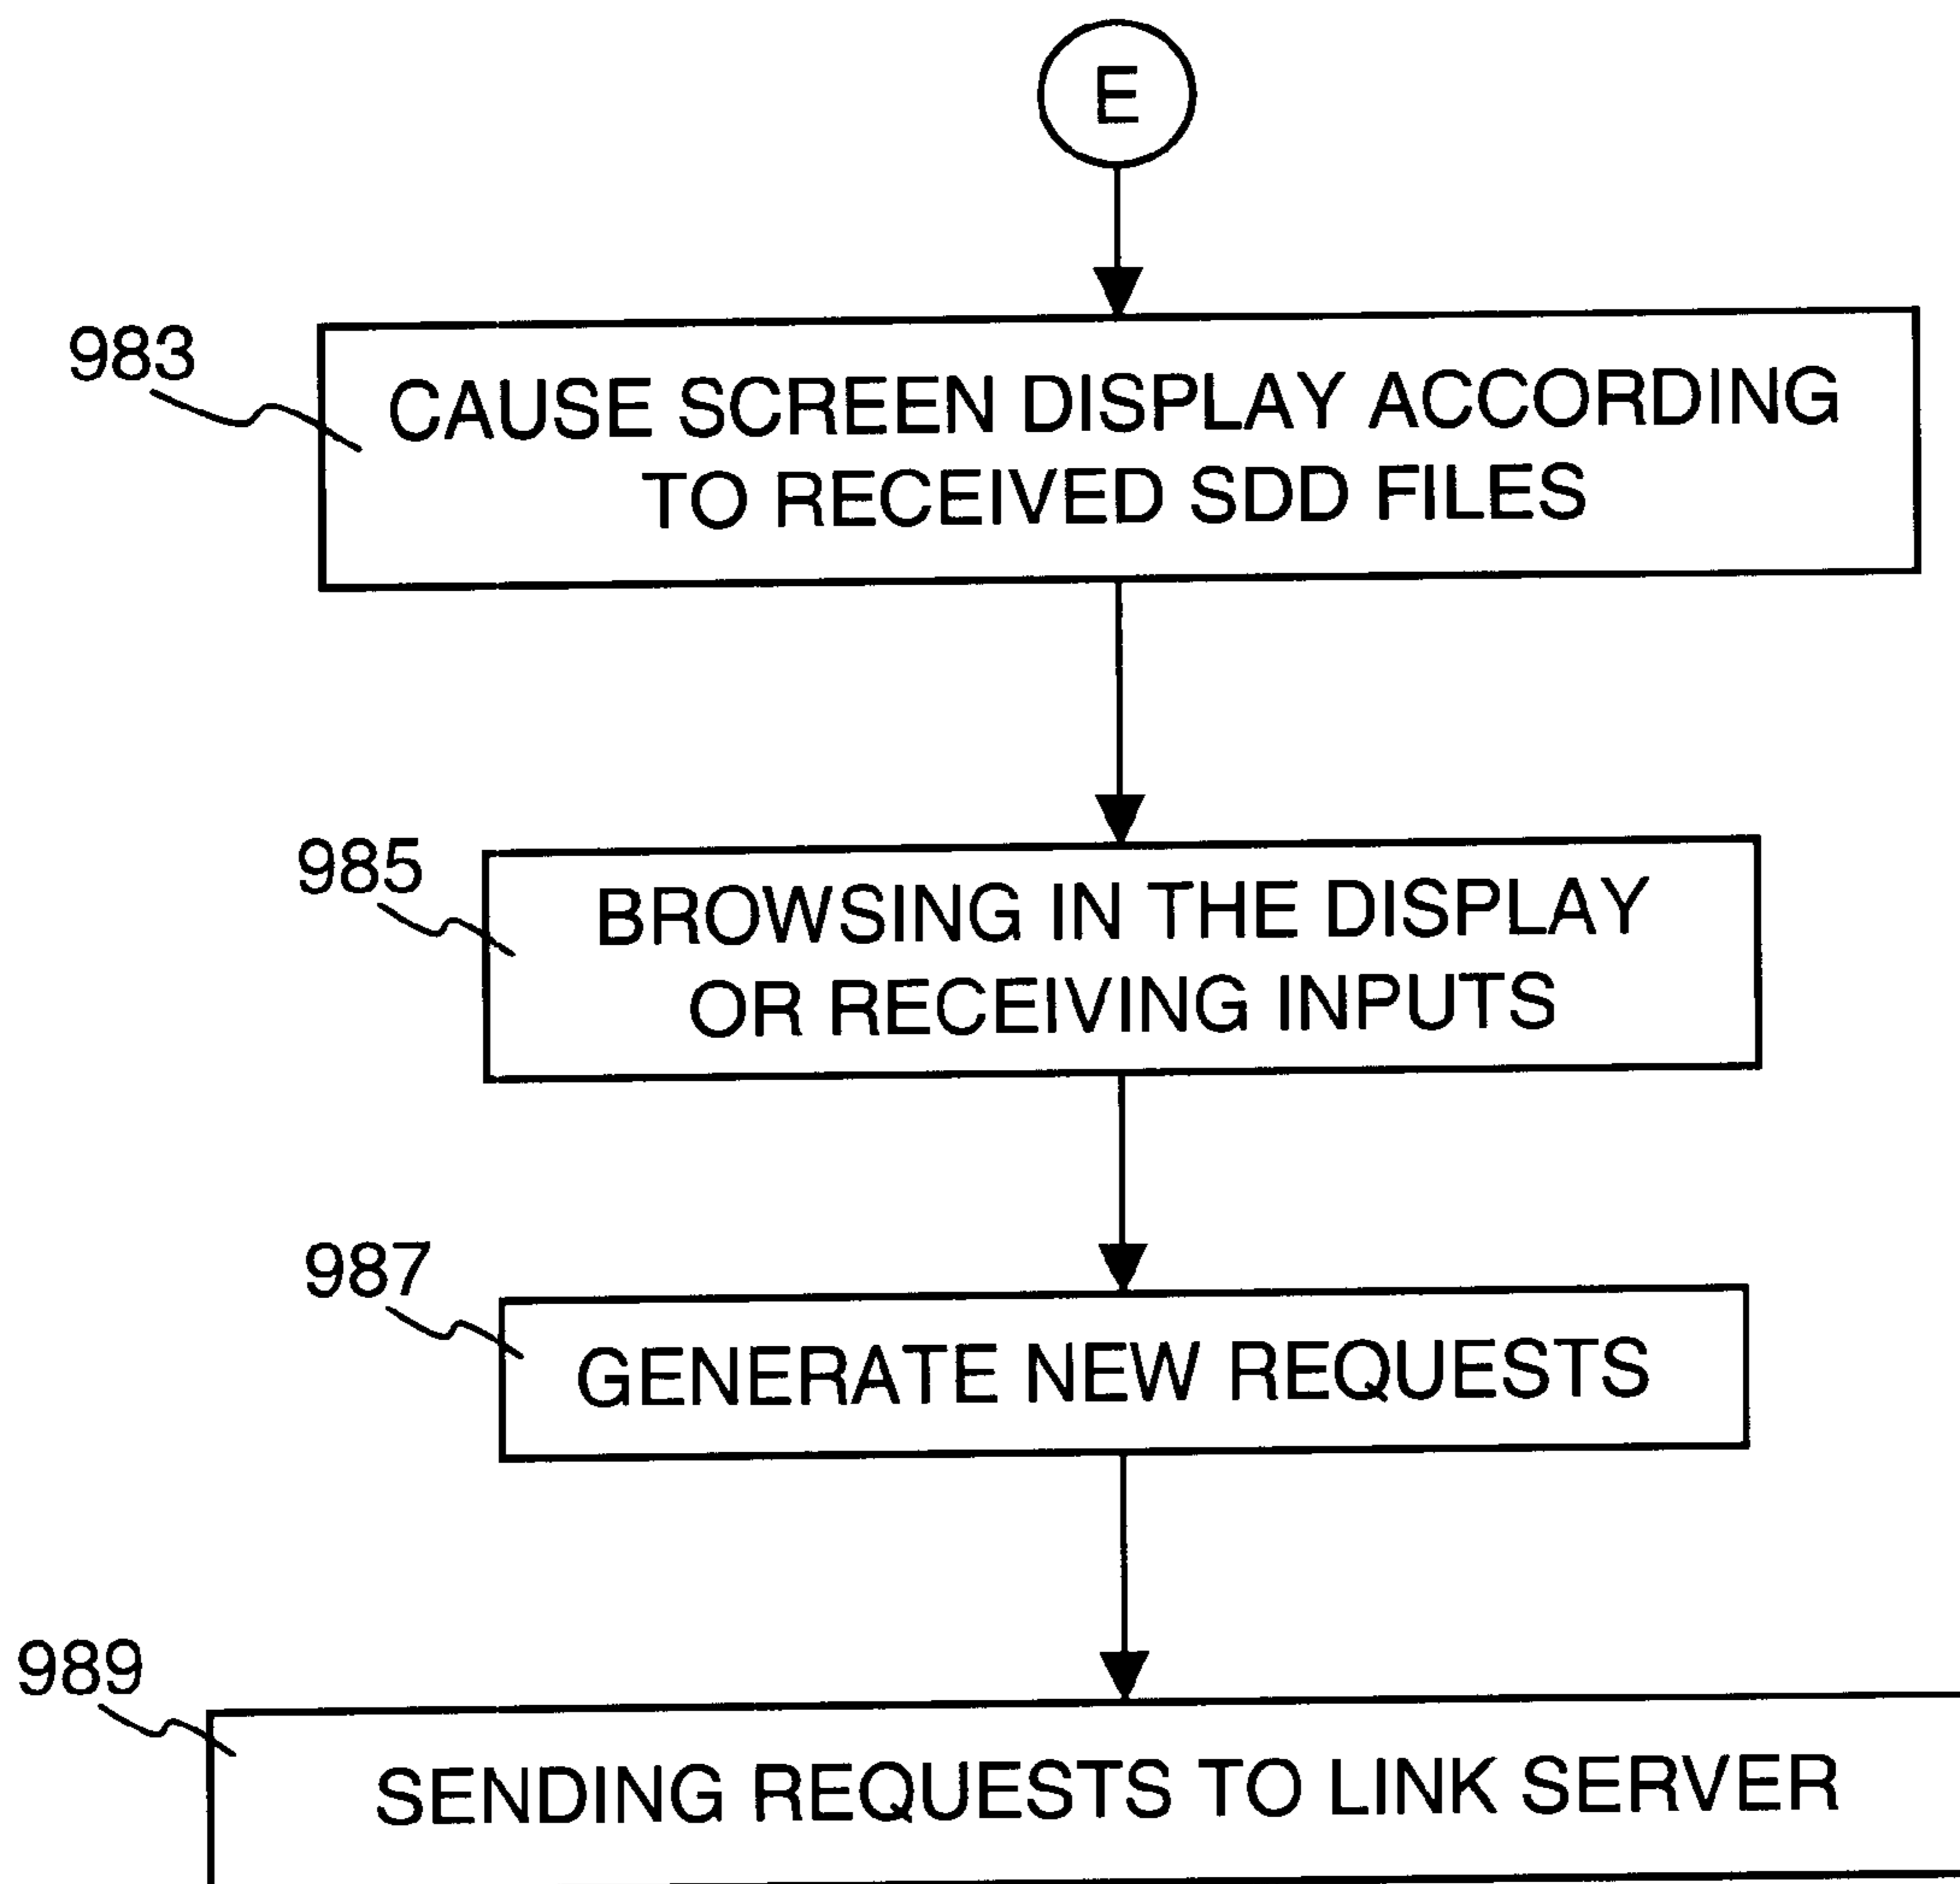 E
983
CAUSE SCREEN DISPLAY ACCORDING
TO RECEIVED SDD FILES
985
BROWSING IN THE DISPLAY
OR RECEIVING INPUTS
987
GENERATE NEW REQUESTS
989
SENDING REQUESTS TO LINK SERVER